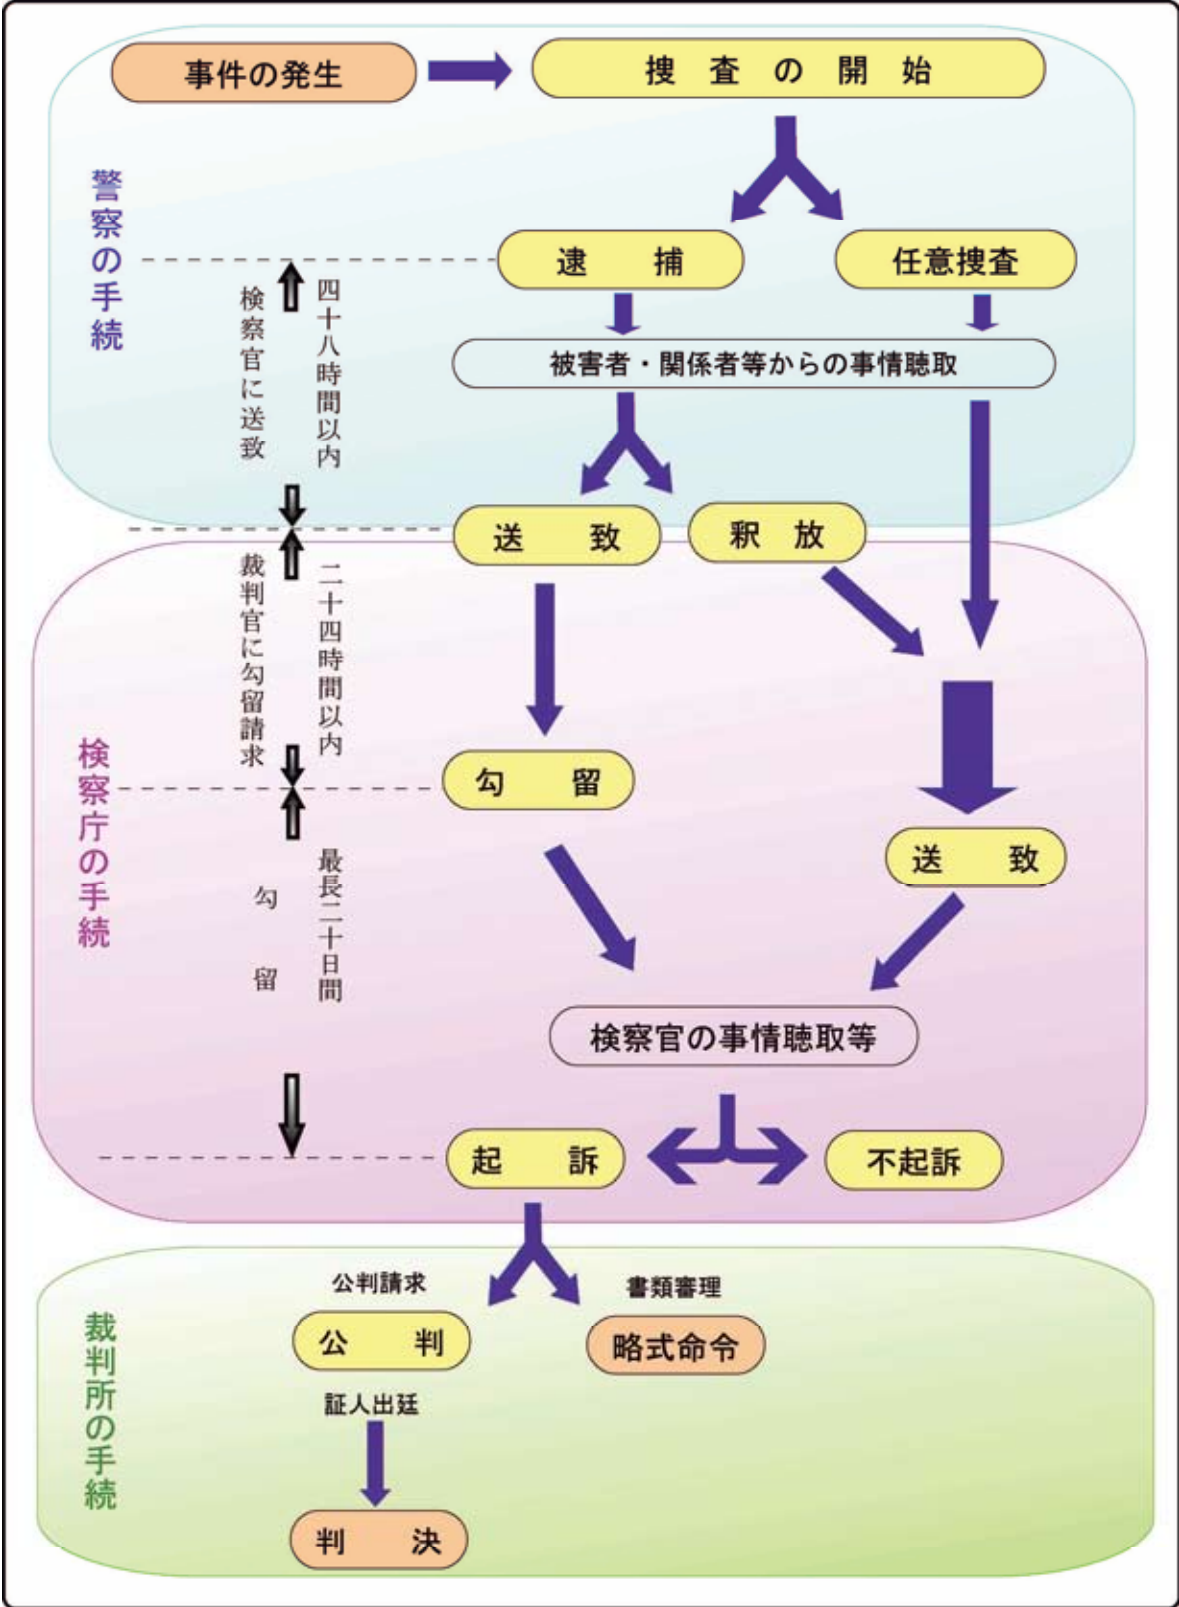 事件の発生
捜査の開始
警察の手続
逮捕
任意捜査
四十八時間以内
検察官に送致
被害者・関係者等からの事情聴取
送致
釈放
検察庁の手続
二十四時間以内
裁判官に勾留請求
勾留
送致
最長二十日間
勾留
検察官の事情聴取等
起訴
不起訴
裁判所の手続
公判請求
書類審理
公判
略式命令
証人出廷
判決